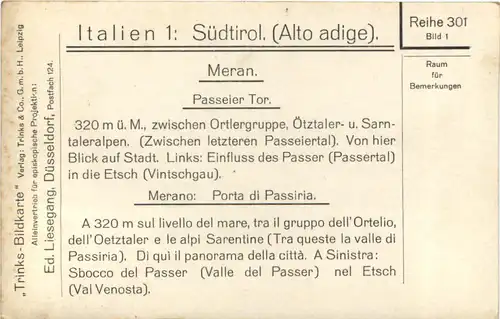 Italien 1: Südtirol. (Alto adige).
Reihe 301
Bild 1
Raum
für
Bemerkungen
Meran.
Passeier Tor.
320 m ü. M., zwischen Ortlergruppe, Ötztaler- u. Sarn-
taleralpen. (Zwischen letzteren Passeiertal). Von hier
Blick auf Stadt. Links: Einfluss des Passer (Passertal)
in die Etsch (Vintschgau).
Merano: Porta di Passiria.
A 320 m sul livello del mare, tra il gruppo dell'Ortelio,
dell'Oetztaler e le alpi Sarentine (Tra queste la valle di
Passiria). Di quì il panorama della città. A Sinistra:
Sbocco del Passer (Valle del Passer) nel Etsch
(Val Venosta).
„Trinks-Bildkarte" Verlag: Trinks & Co., G. m. b. H., Leipzig
Alleinvertrieb für episkopische Projektion:
Ed. Liesegang, Düsseldorf, Postfach 124.